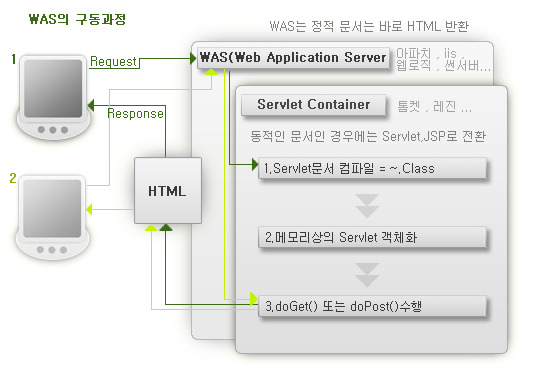 WAS의 구동과정
WAS는 정적 문서는 바로 HTML 반환
1
Request
WAS(Web Application Server
아파치 , iis ,
웹로직 , 썬서버...
Response
Servlet Container
톰켓 , 레진 ...
동적인 문서인 경우에는 Servlet,JSP로 전환
1.Servlet문서 컴파일 = ~.Class
2
HTML
2.메모리상의 Servlet 객체화
3.doGet() 또는 doPost()수행